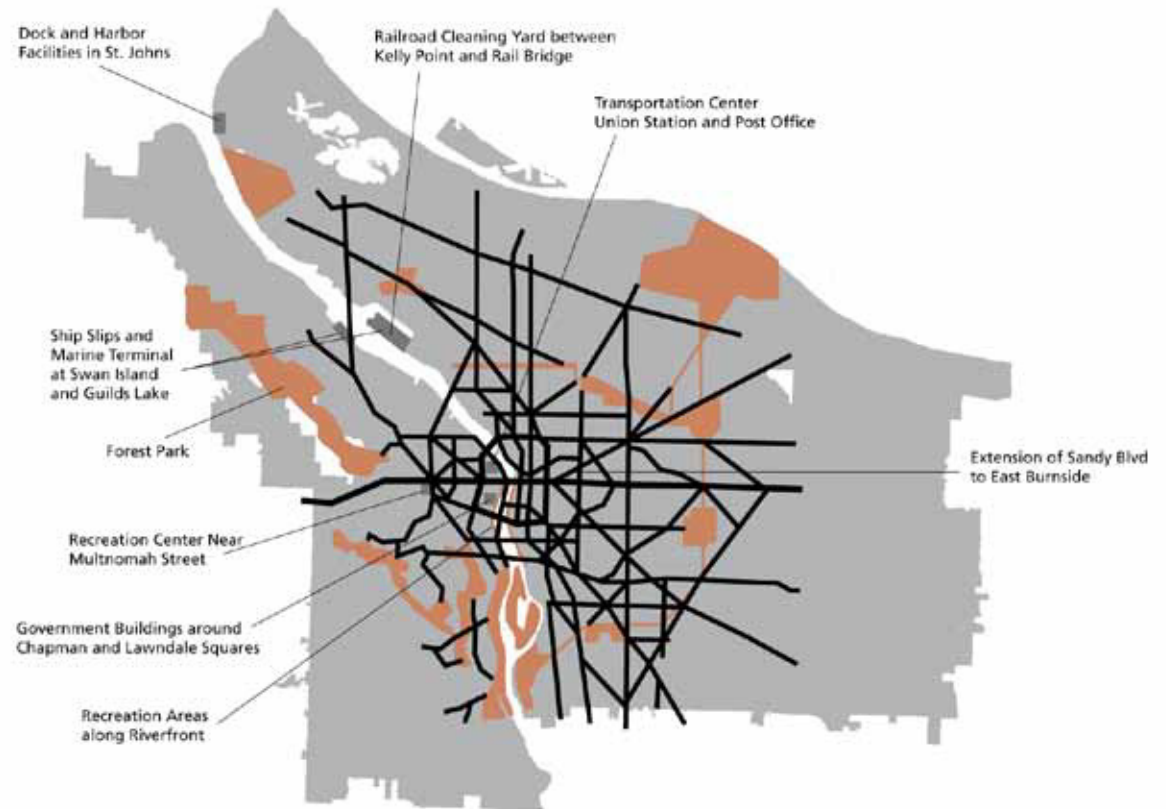 Dock and Harbor
Facilities in St. Johns
Railroad Cleaning Yard between
Kelly Point and Rail Bridge
Transportation Center
Union Station and Post Office
Ship Slips and
Marine Terminal
at Swan Island
and Guilds Lake
Forest Park
Extension of Sandy Blvd
to East Burnside
Recreation Center Near
Multnomah Street
Government Buildings around
Chapman and Lawndale Squares
Recreation Areas
along Riverfront